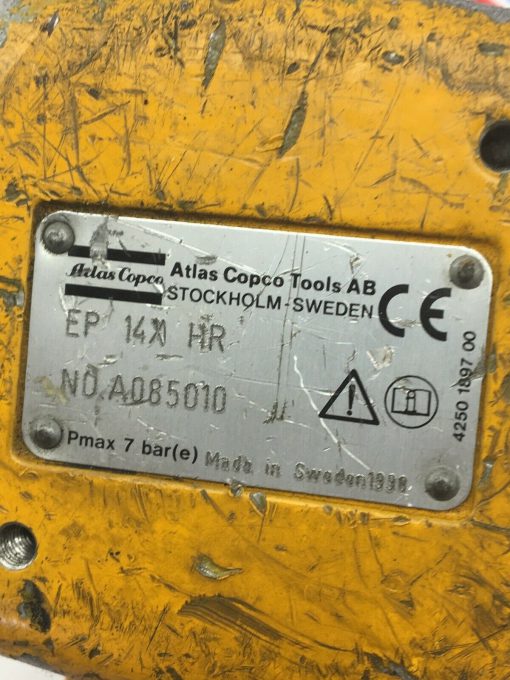 Atlas Copco
Atlas Copco Tools AB
STOCKHOLM-SWEDEN
CE
EP 14XI HR
NO.A085010
Pmax 7 bar(e)
Made in Sweden 1998
4250 1897 00